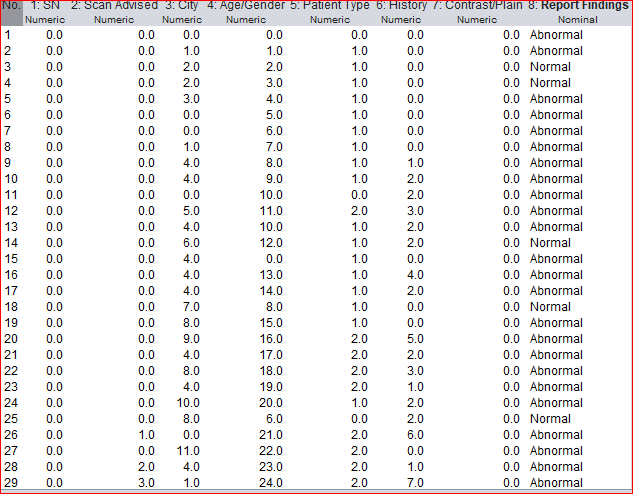 No. 1: SN 2: Scan Advised 3: City 4: Age/Gender 5: Patient Type 6: History 7: Contrast/Plain 8: Report Findings
Numeric Numeric Numeric Numeric Numeric Numeric Numeric Nominal
1 0.0 0.0 0.0 0.0 0.0 0.0 0.0 Abnormal
2 0.0 0.0 1.0 1.0 1.0 0.0 0.0 Abnormal
3 0.0 0.0 2.0 2.0 1.0 0.0 0.0 Normal
4 0.0 0.0 2.0 3.0 1.0 0.0 0.0 Normal
5 0.0 0.0 3.0 4.0 1.0 0.0 0.0 Abnormal
6 0.0 0.0 0.0 5.0 1.0 0.0 0.0 Abnormal
7 0.0 0.0 0.0 6.0 1.0 0.0 0.0 Abnormal
8 0.0 0.0 1.0 7.0 1.0 0.0 0.0 Abnormal
9 0.0 0.0 4.0 8.0 1.0 1.0 0.0 Abnormal
10 0.0 0.0 4.0 9.0 1.0 2.0 0.0 Abnormal
11 0.0 0.0 0.0 10.0 0.0 2.0 0.0 Abnormal
12 0.0 0.0 5.0 11.0 2.0 3.0 0.0 Abnormal
13 0.0 0.0 4.0 10.0 1.0 2.0 0.0 Abnormal
14 0.0 0.0 6.0 12.0 1.0 2.0 0.0 Normal
15 0.0 0.0 4.0 0.0 1.0 0.0 0.0 Abnormal
16 0.0 0.0 4.0 13.0 1.0 4.0 0.0 Abnormal
17 0.0 0.0 4.0 14.0 1.0 2.0 0.0 Abnormal
18 0.0 0.0 7.0 8.0 1.0 0.0 0.0 Normal
19 0.0 0.0 8.0 15.0 1.0 0.0 0.0 Abnormal
20 0.0 0.0 9.0 16.0 2.0 5.0 0.0 Abnormal
21 0.0 0.0 4.0 17.0 2.0 2.0 0.0 Abnormal
22 0.0 0.0 8.0 18.0 2.0 3.0 0.0 Abnormal
23 0.0 0.0 4.0 19.0 2.0 1.0 0.0 Abnormal
24 0.0 0.0 10.0 20.0 1.0 2.0 0.0 Abnormal
25 0.0 0.0 8.0 6.0 0.0 2.0 0.0 Normal
26 0.0 1.0 0.0 21.0 2.0 6.0 0.0 Abnormal
27 0.0 0.0 11.0 22.0 2.0 0.0 0.0 Abnormal
28 0.0 2.0 4.0 23.0 2.0 1.0 0.0 Abnormal
29 0.0 3.0 1.0 24.0 2.0 7.0 0.0 Abnormal